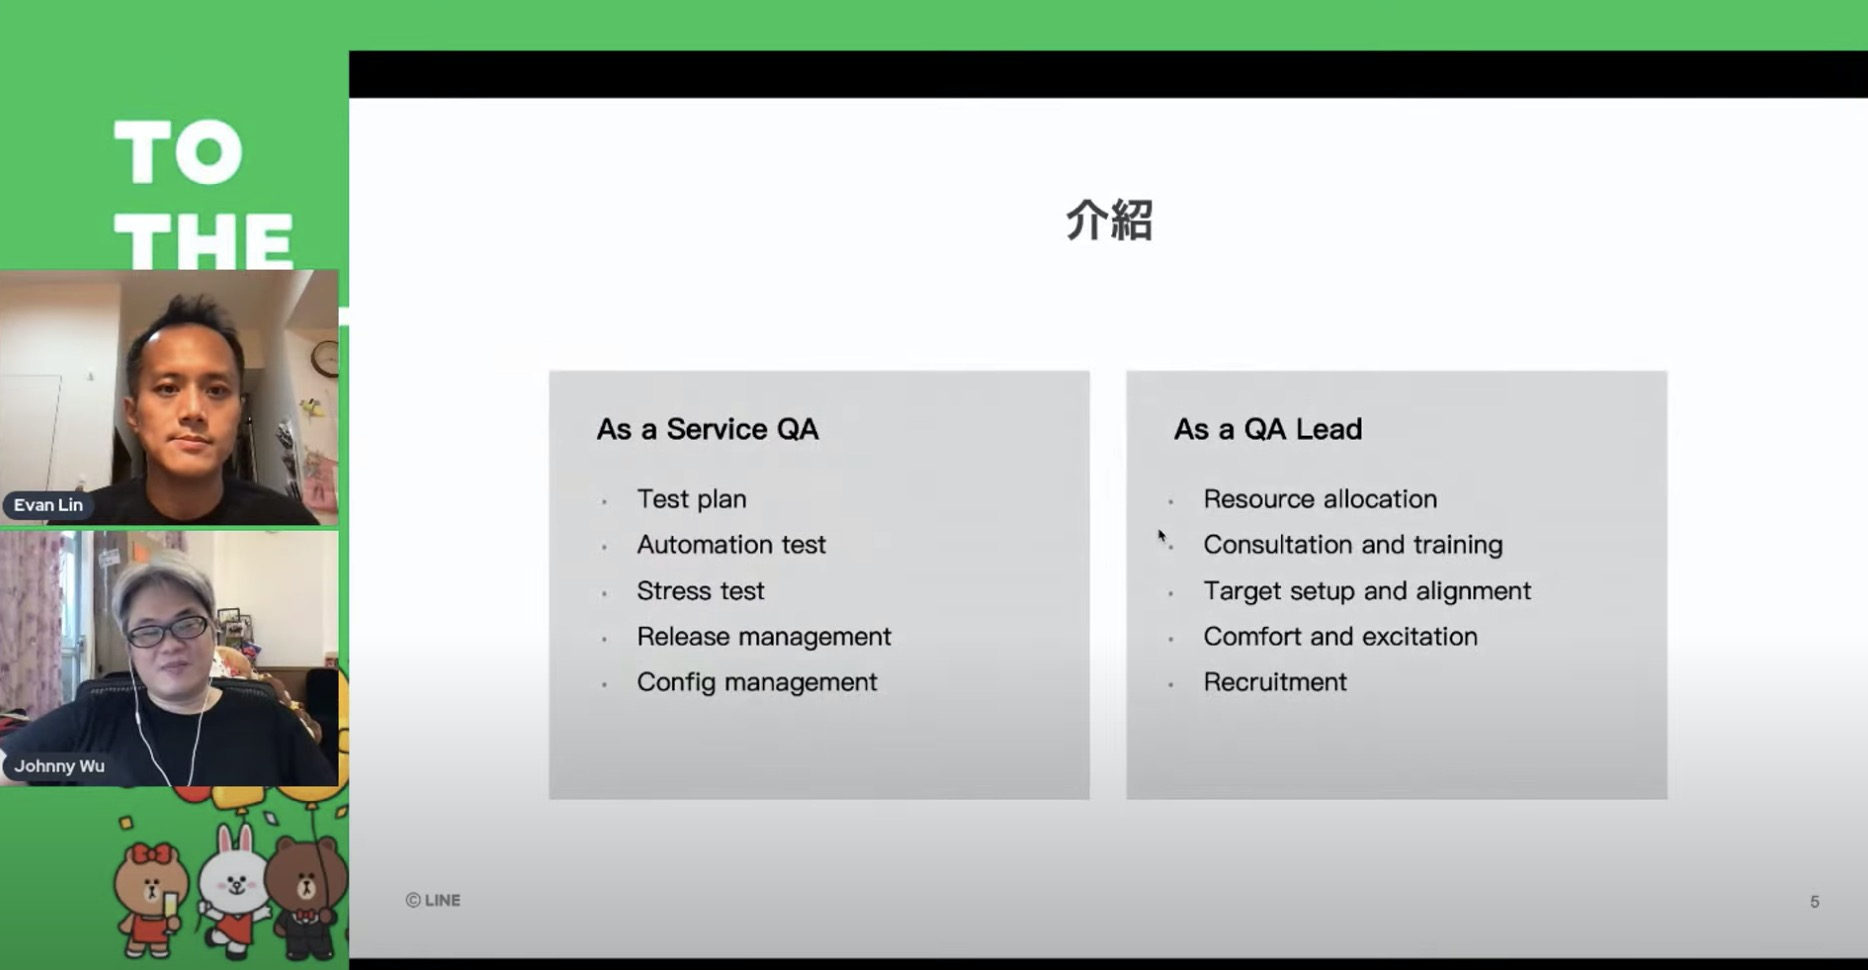 TO
THE
Evan Lin
Johnny Wu
介紹
As a Service QA
Test plan
Automation test
Stress test
Release management
Config management
As a QA Lead
Resource allocation
Consultation and training
Target setup and alignment
Comfort and excitation
Recruitment
© LINE
5